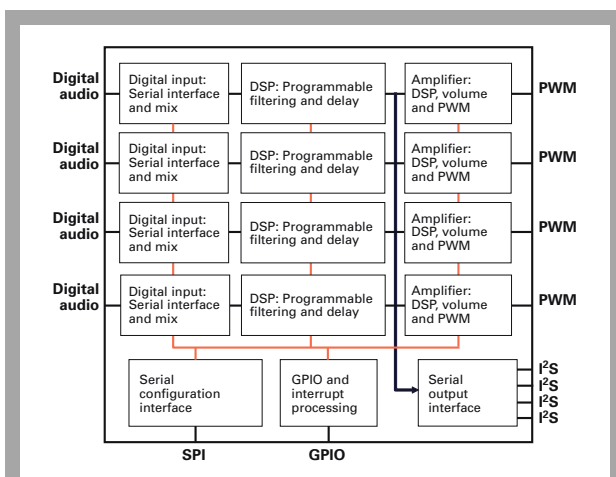 Digital
audio
Digital input:
Serial interface
and mix
DSP: Programmable
filtering and delay
Amplifier:
DSP, volume
and PWM
PWM
Digital
audio
Digital input:
Serial interface
and mix
DSP: Programmable
filtering and delay
Amplifier:
DSP, volume
and PWM
PWM
Digital
audio
Digital input:
Serial interface
and mix
DSP: Programmable
filtering and delay
Amplifier:
DSP, volume
and PWM
PWM
Digital
audio
Digital input:
Serial interface
and mix
DSP: Programmable
filtering and delay
Amplifier:
DSP, volume
and PWM
PWM
Serial
configuration
interface
GPIO and
interrupt
processing
Serial
output
interface
I²S
I²S
I²S
I²S
SPI
GPIO